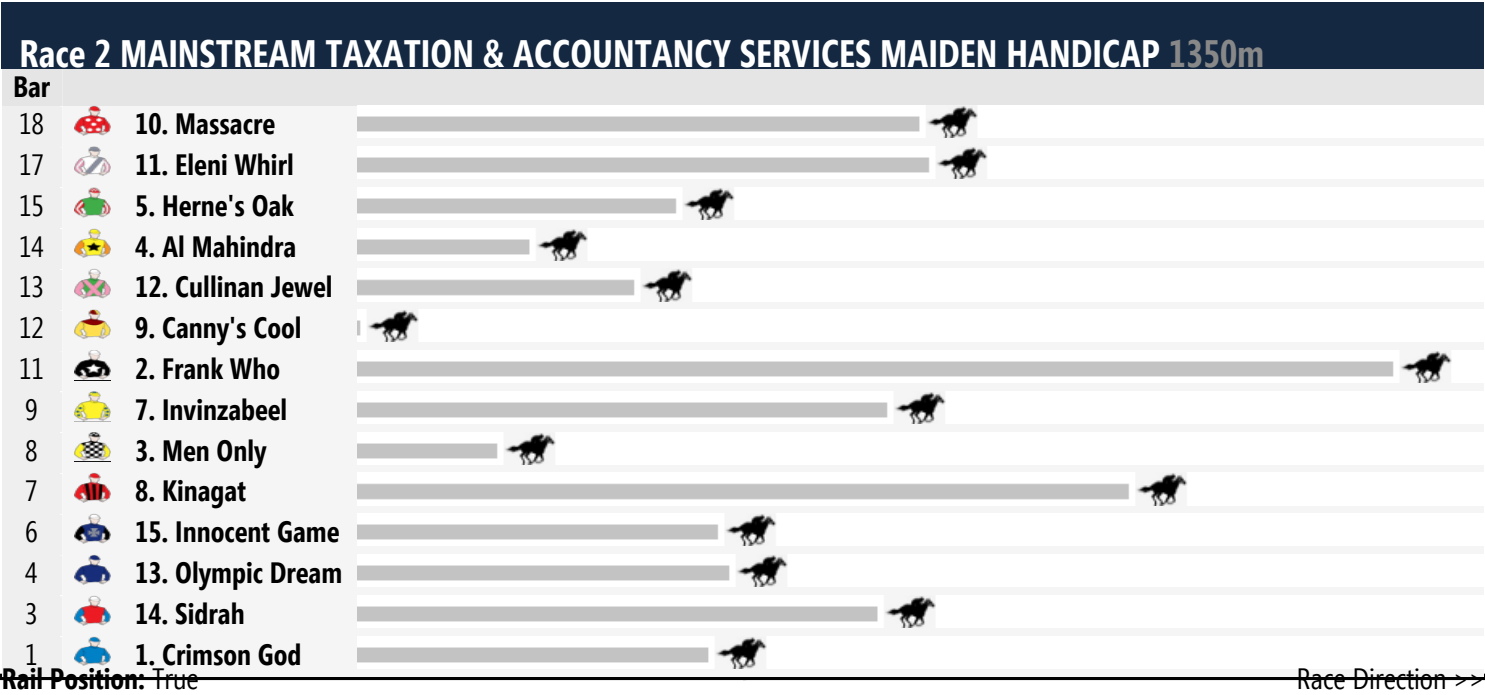 Race 2 MAINSTREAM TAXATION & ACCOUNTANCY SERVICES MAIDEN HANDICAP 1350m
Bar
18 10. Massacre
17 11. Eleni Whirl
15 5. Herne's Oak
14 4. Al Mahindra
13 12. Cullinan Jewel
12 9. Canny's Cool
11 2. Frank Who
9 7. Invinzabeel
8 3. Men Only
7 8. Kinagat
6 15. Innocent Game
4 13. Olympic Dream
3 14. Sidrah
1 1. Crimson God
Rail Position: True Race Direction >>